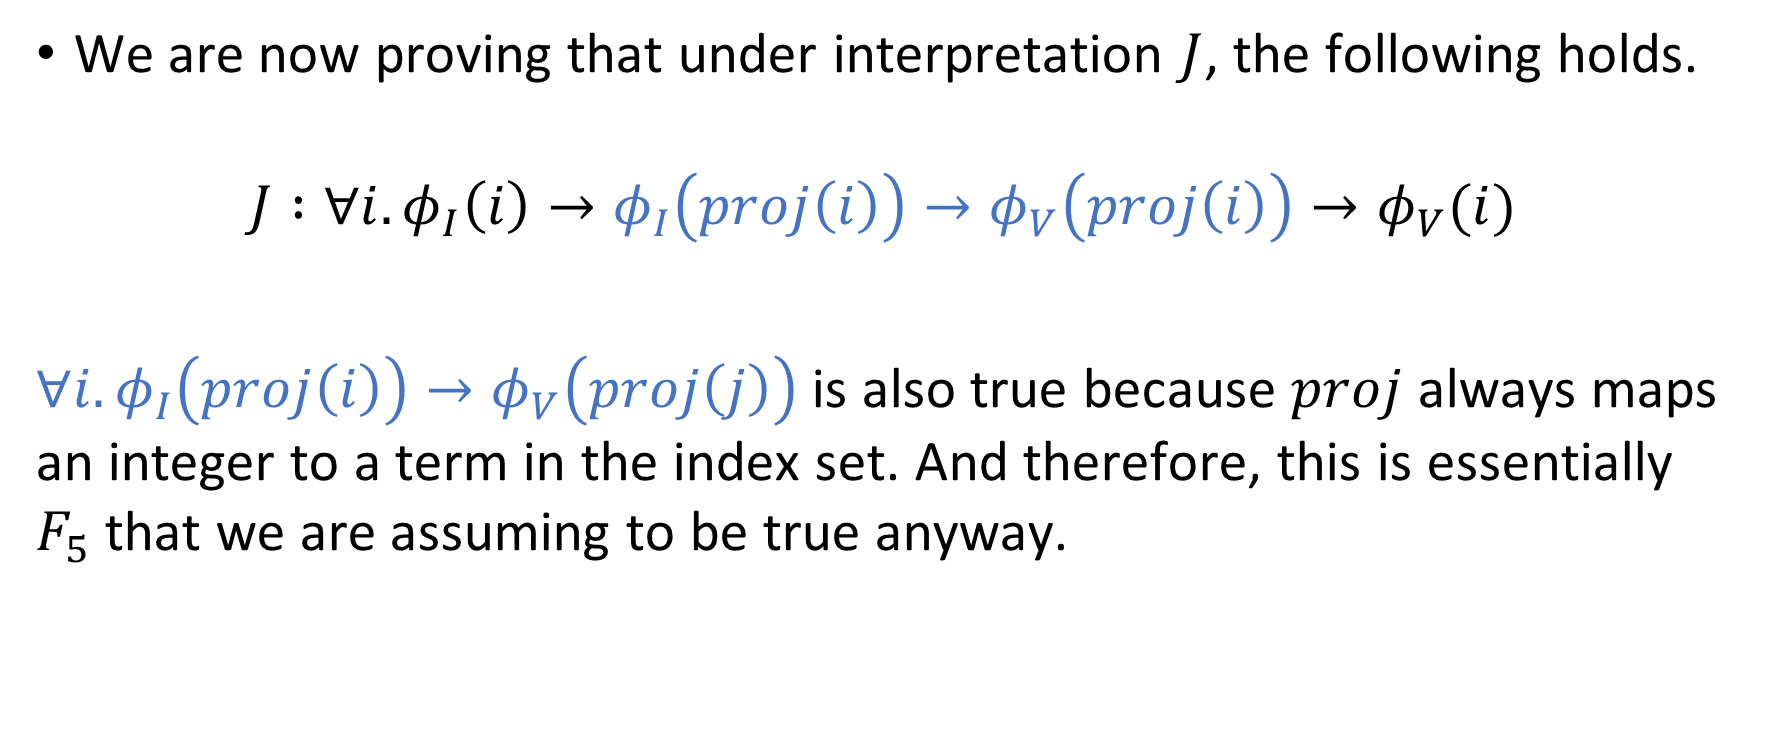 • We are now proving that under interpretation J, the following holds.
J : ∀i. ϕ_I(i) → ϕ_I(proj(i)) → ϕ_V(proj(i)) → ϕ_V(i)
∀i. ϕ_I(proj(i)) → ϕ_V(proj(j)) is also true because proj always maps
an integer to a term in the index set. And therefore, this is essentially
F₅ that we are assuming to be true anyway.